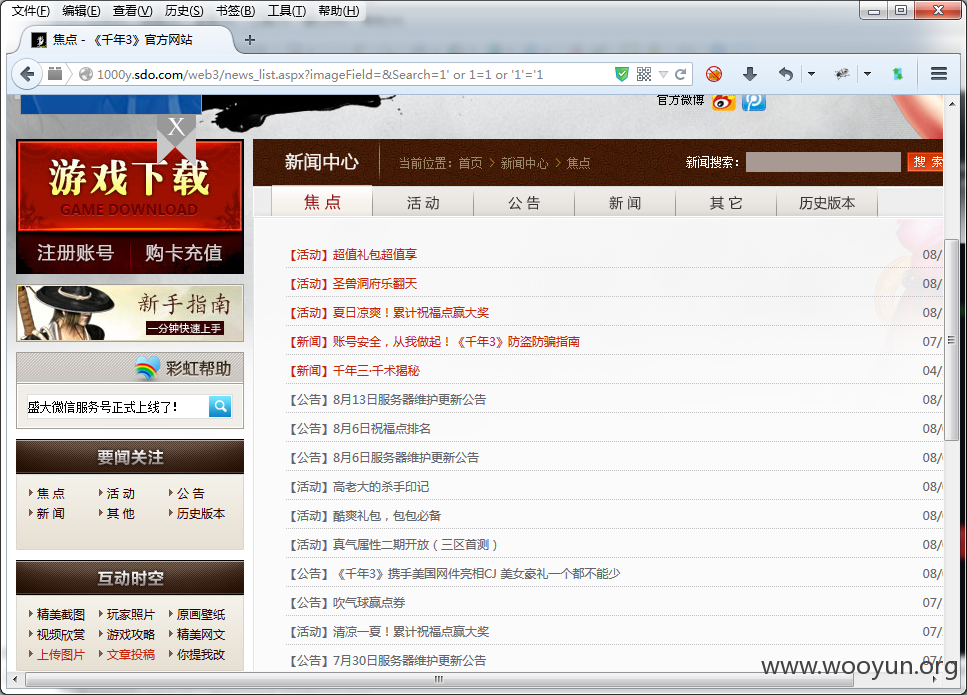 文件(F) 编辑(E) 查看(V) 历史(S) 书签(B) 工具(T) 帮助(H)
焦点 - 《千年3》官方网站
1000y.sdo.com/web3/news_list.aspx?imageField=&Search=1' or 1=1 or '1'='1
官方微博
X
游戏下载
GAME DOWNLOAD
注册账号 购卡充值
新手指南
一分钟快速上手
彩虹帮助
盛大微信服务号正式上线了!
要闻关注
焦 点 活 动 公 告
新 闻 其 他 历史版本
互动时空
精美截图 玩家照片 原画壁纸
视频欣赏 游戏攻略 精美网文
上传图片 文章投稿 你提我改
新闻中心 当前位置: 首页 > 新闻中心 > 焦点 新闻搜索: 搜 索
焦 点 活 动 公 告 新 闻 其 它 历史版本
【活动】超值礼包超值享 08/
【活动】圣兽洞府乐翻天 08/
【活动】夏日凉爽！累计祝福点赢大奖 08/
【新闻】账号安全，从我做起！《千年3》防盗防骗指南 07/
【新闻】千年三·千术揭秘 04/
【公告】8月13日服务器维护更新公告 08/
【公告】8月6日祝福点排名 08/
【公告】8月6日服务器维护更新公告 08/
【活动】高老大的杀手印记 08/
【活动】酷爽礼包，包包必备 08/
【活动】真气属性二期开放（三区首测） 08/
【公告】《千年3》携手美国网件亮相CJ 美女豪礼一个都不能少 08/
【公告】吹气球赢点券 07/
【活动】清凉一夏！累计祝福点赢大奖 07/
【公告】7月30日服务器维护更新公告 07/
www.wooyun.org